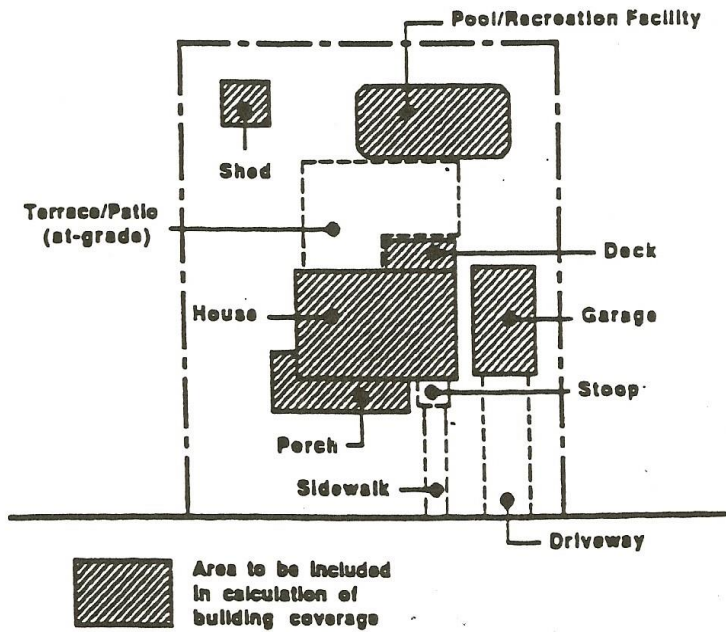 Pool/Recreation Facility
Shed
Terrace/Patio
(at-grade)
Deck
House
Garage
Stoop
Porch
Sidewalk
Driveway
Area to be included
in calculation of
building coverage